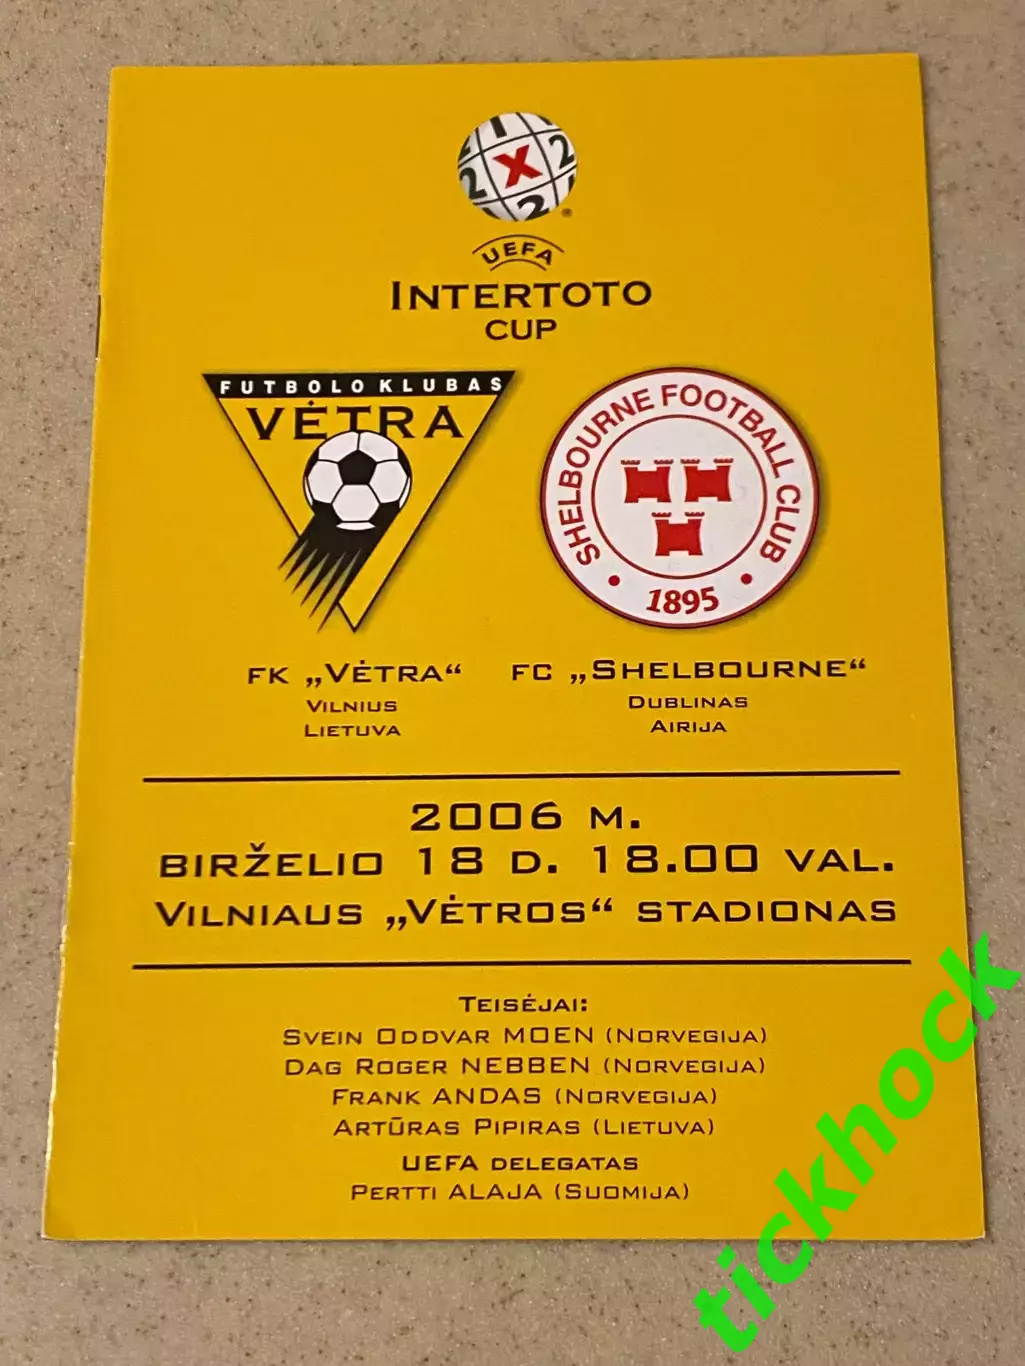 1
2
2
X
2
2
®
UEFA
INTERTOTO
CUP
FUTBOLO KLUBAS
VĖTRA
SHELBOURNE FOOTBALL CLUB
1895
FK „VĖTRA“
VILNIUS
LIETUVA
FC „SHELBOURNE“
DUBLINAS
AIRIJA
2006 M.
BIRŽELIO 18 D. 18.00 VAL.
VILNIAUS „VĖTROS“ STADIONAS
TEISĖJAI:
SVEIN ODDVAR MOEN (NORVEGIJA)
DAG ROGER NEBBEN (NORVEGIJA)
FRANK ANDAS (NORVEGIJA)
ARTŪRAS PIPIRAS (LIETUVA)
UEFA DELEGATAS
PERTTI ALAJA (SUOMIJA)
tickhock